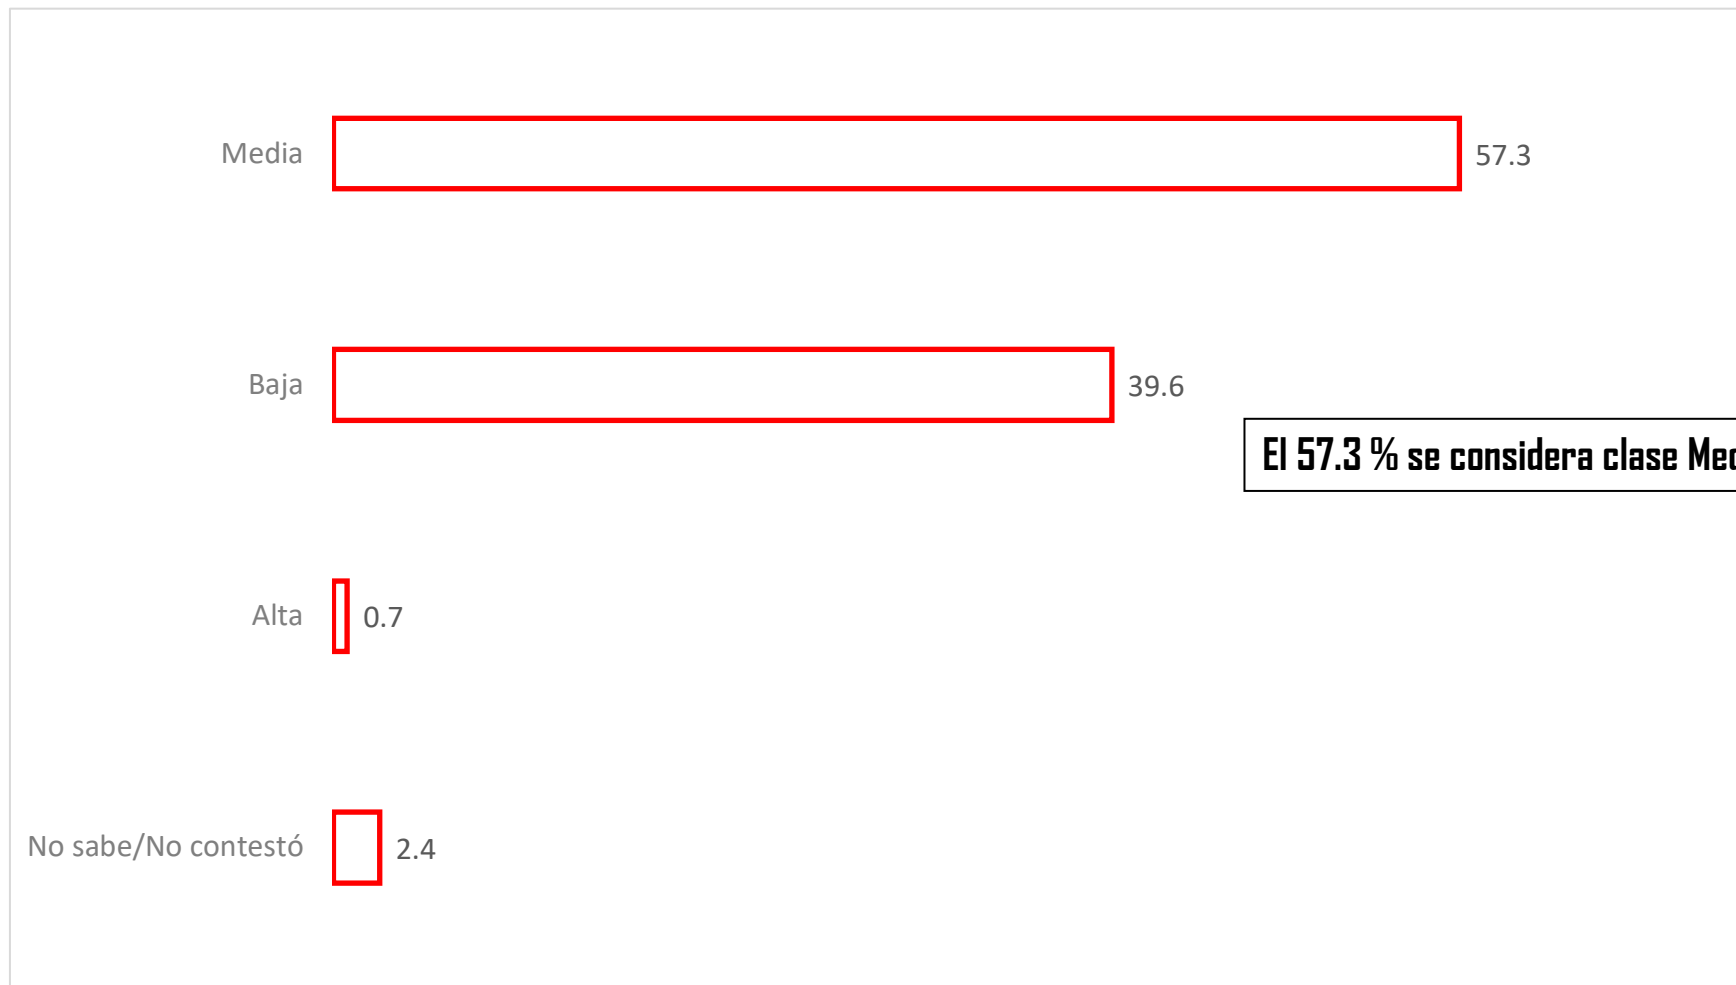 Media 57.3
Baja 39.6
El 57.3 % se considera clase
Alta 0.7
No sabe/No contestó 2.4